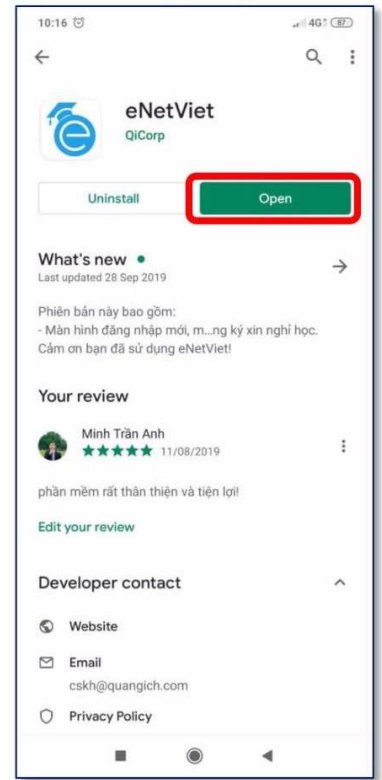 10:16 4G 87
eNetViet
QiCorp
Uninstall Open
What's new
Last updated 28 Sep 2019
Phiên bản này bao gồm:
- Màn hình đăng nhập mới, m...ng ký xin nghỉ học.
Cảm ơn bạn đã sử dụng eNetViet!
Your review
Minh Trần Anh
★★★★★ 11/08/2019
phần mềm rất thân thiện và tiện lợi!
Edit your review
Developer contact
Website
Email
cskh@quangich.com
Privacy Policy